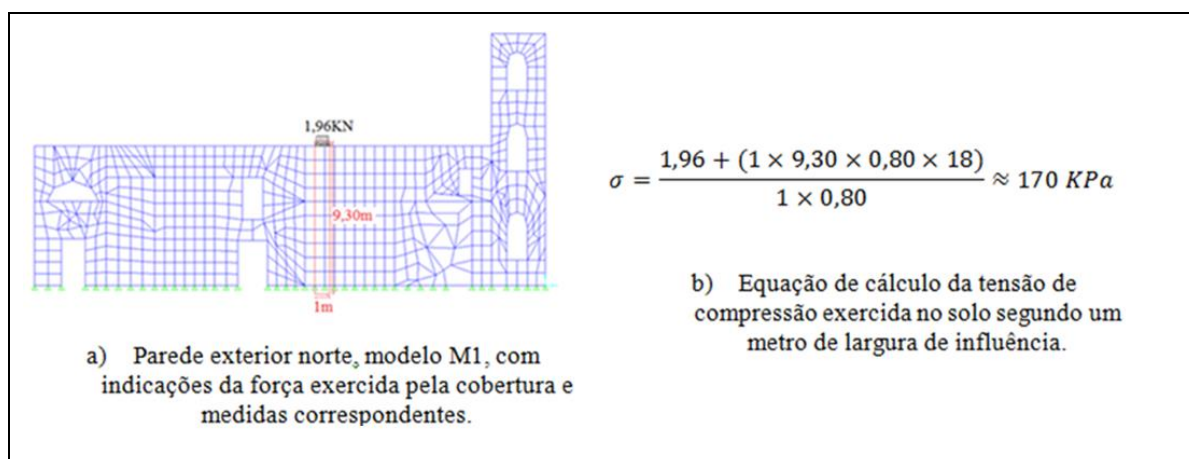 1,96KN
9,30m
1m
a) Parede exterior norte, modelo M1, com
indicações da força exercida pela cobertura e
medidas correspondentes.
σ = \frac{1,96 + (1 × 9,30 × 0,80 × 18)}{1 × 0,80} ≈ 170 KPa
b) Equação de cálculo da tensão de
compressão exercida no solo segundo um
metro de largura de influência.